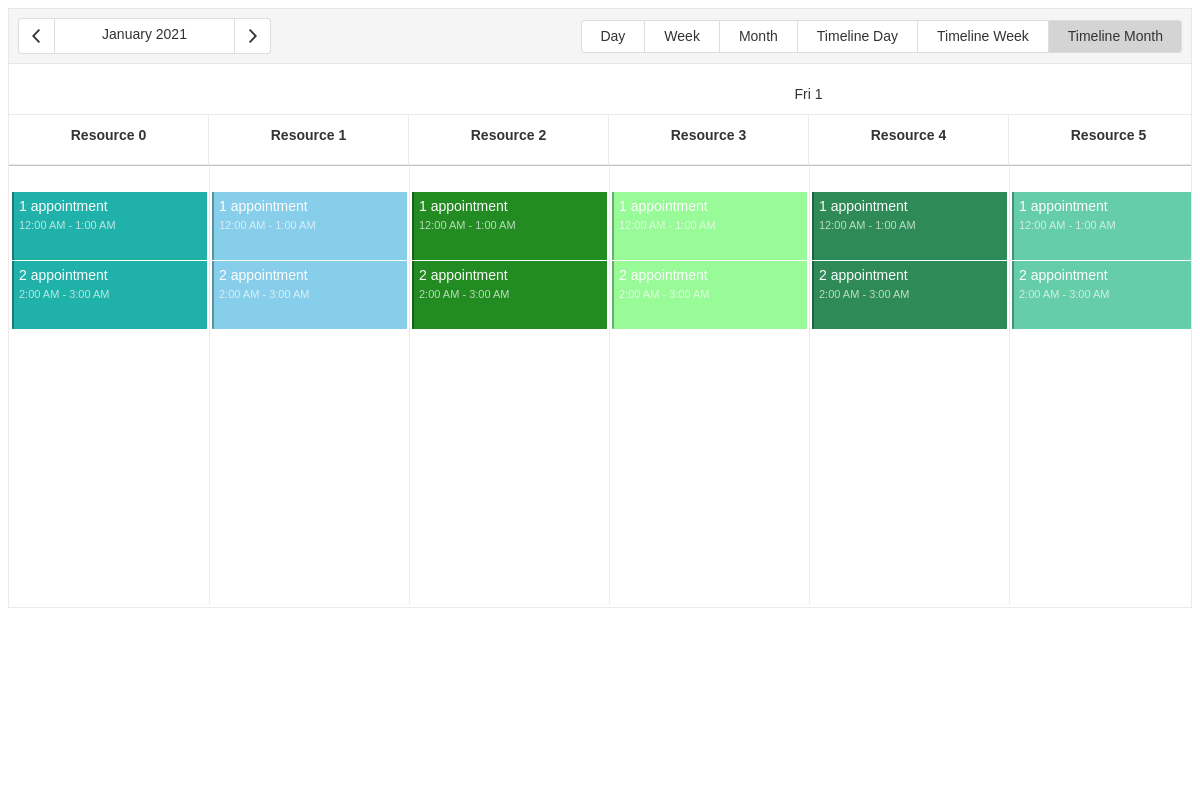 January 2021
Day Week Month Timeline Day Timeline Week Timeline Month
Fri 1
Resource 0 Resource 1 Resource 2 Resource 3 Resource 4 Resource 5
1 appointment 1 appointment 1 appointment 1 appointment 1 appointment 1 appointment
12:00 AM - 1:00 AM 12:00 AM - 1:00 AM 12:00 AM - 1:00 AM 12:00 AM - 1:00 AM 12:00 AM - 1:00 AM 12:00 AM - 1:00 AM
2 appointment 2 appointment 2 appointment 2 appointment 2 appointment 2 appointment
2:00 AM - 3:00 AM 2:00 AM - 3:00 AM 2:00 AM - 3:00 AM 2:00 AM - 3:00 AM 2:00 AM - 3:00 AM 2:00 AM - 3:00 AM